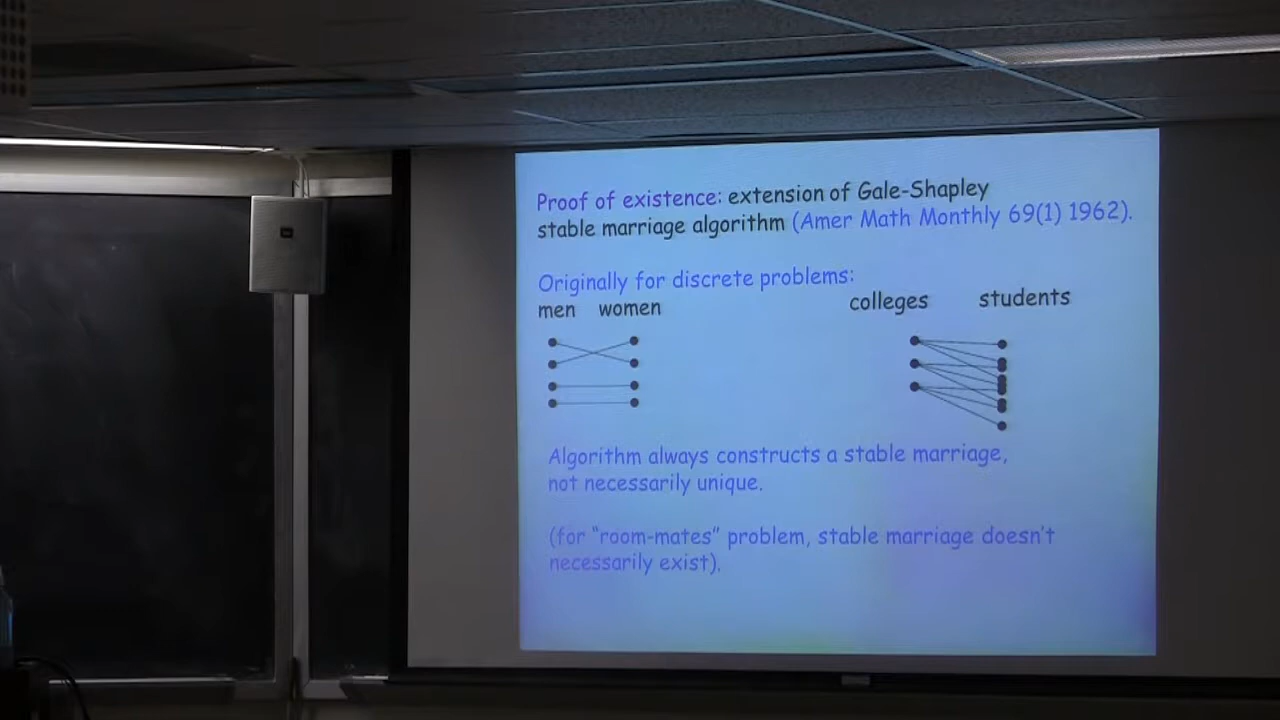 Proof of existence: extension of Gale-Shapley
stable marriage algorithm (Amer Math Monthly 69(1) 1962).
Originally for discrete problems:
men women colleges students
Algorithm always constructs a stable marriage,
not necessarily unique.
(for “room-mates” problem, stable marriage doesn’t
necessarily exist).